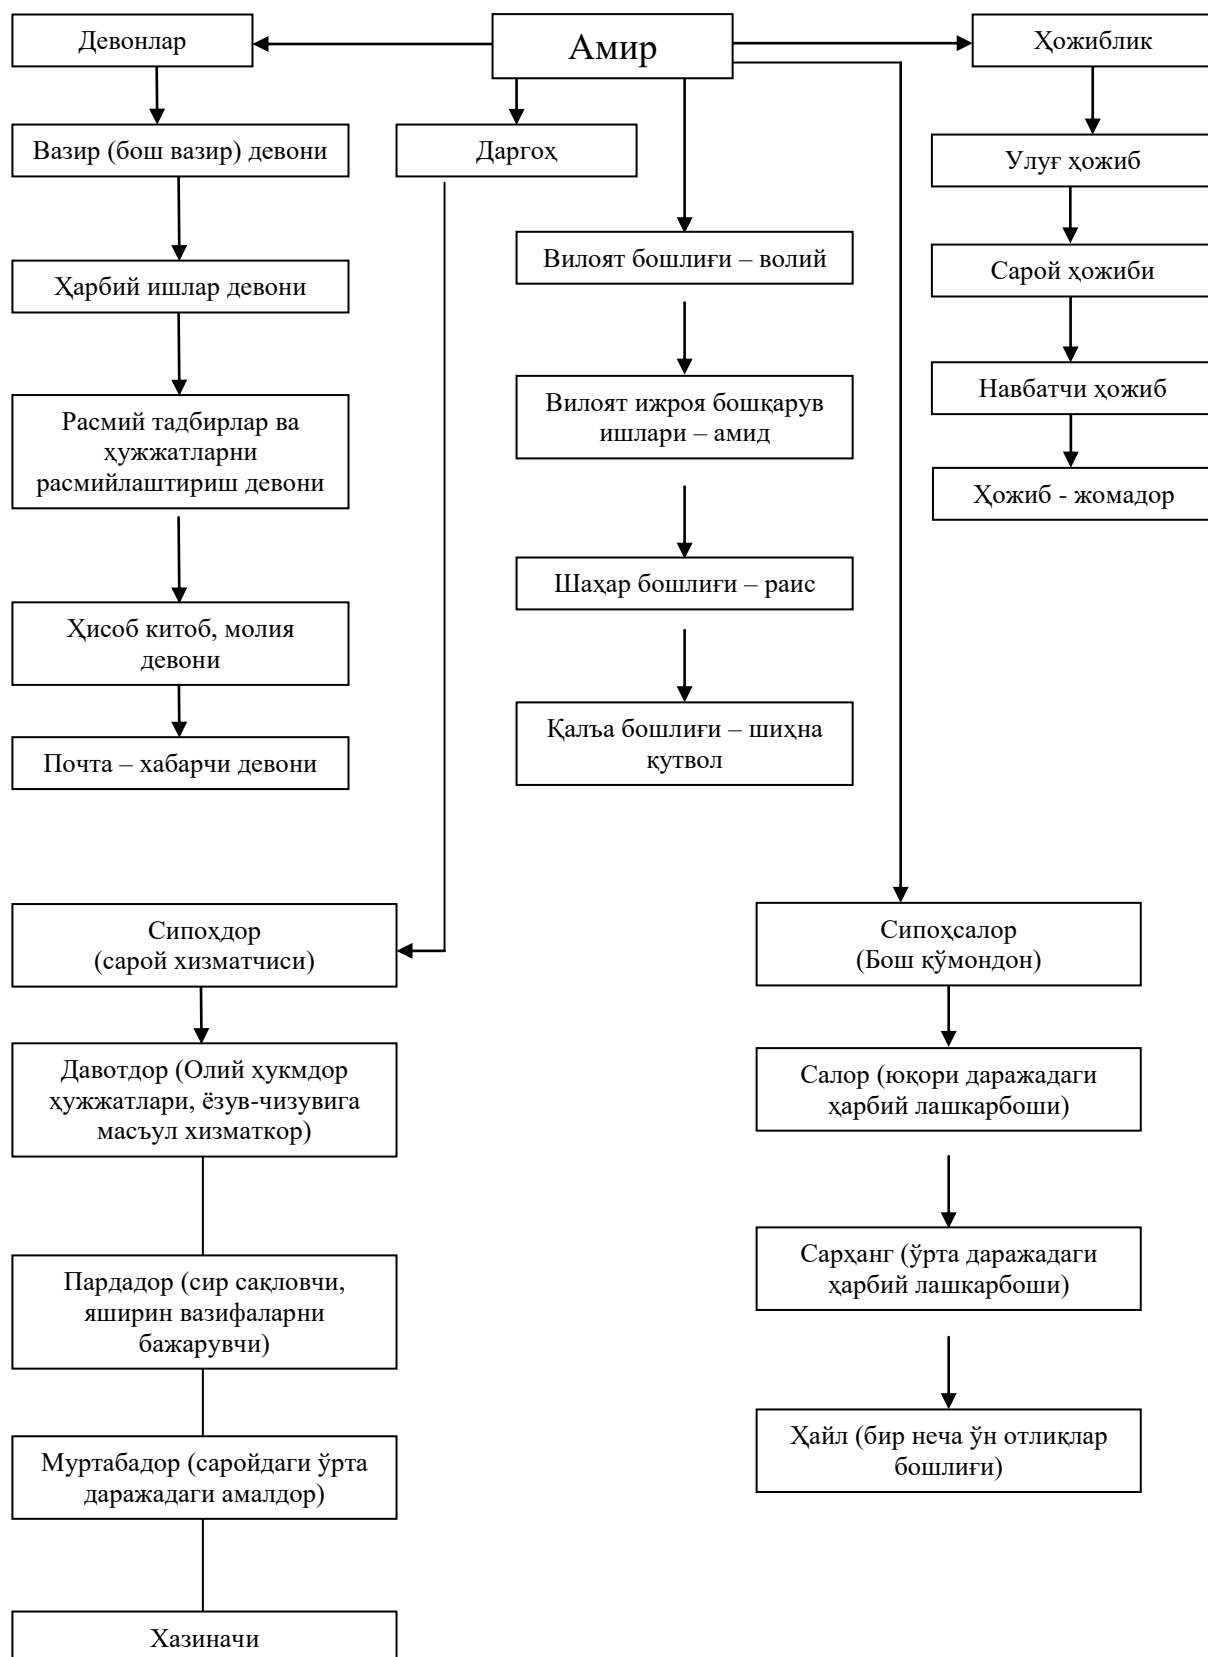 Девонлар
Амир
Ҳожиблик
Вазир (бош вазир) девони
Даргоҳ
Улуғ ҳожиб
Вилоят бошлиғи – волий
Сарой ҳожиби
Ҳарбий ишлар девони
Навбатчи ҳожиб
Вилоят ижроя бошқарув
ишлари – амид
Расмий тадбирлар ва
ҳужжатларни
расмийлаштириш девони
Ҳожиб - жомадор
Шаҳар бошлиғи – раис
Ҳисоб китоб, молия
девони
Қалъа бошлиғи – шиҳна
қутвол
Почта – хабарчи девони
Сипоҳдор
(сарой хизматчиси)
Сипоҳсалор
(Бош қўмондон)
Давотдор (Олий ҳукмдор
ҳужжатлари, ёзув-чизувига
масъул хизматкор)
Салор (юқори даражадаги
ҳарбий лашкарбоши)
Пардадор (сир сақловчи,
яширин вазифаларни
бажарувчи)
Сарҳанг (ўрта даражадаги
ҳарбий лашкарбоши)
Муртабадор (саройдаги ўрта
даражадаги амалдор)
Ҳайл (бир неча ўн отлиқлар
бошлиғи)
Хазиначи